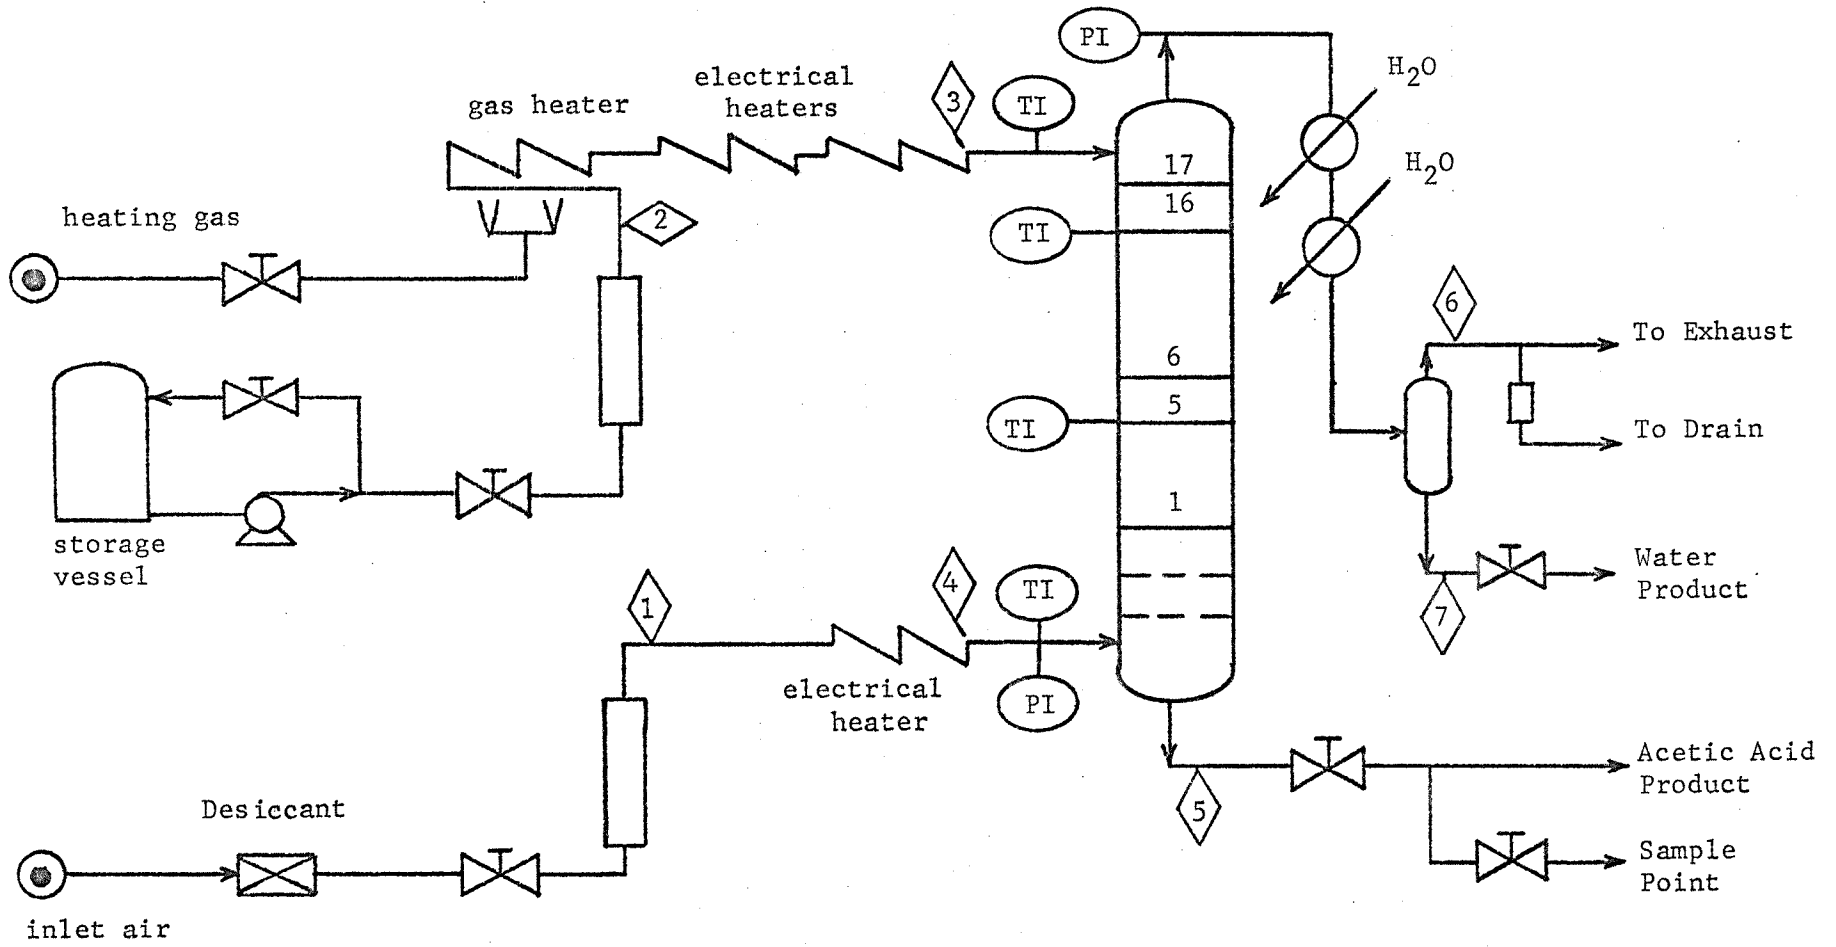 PI
H₂O
electrical
heaters
gas heater
3
TI
17
H₂O
16
2
heating gas
TI
6
To Exhaust
6
5
TI
To Drain
1
storage
vessel
Water
Product
1
4
TI
7
electrical
heater
PI
Acetic Acid
Product
5
Desiccant
Sample
Point
inlet air